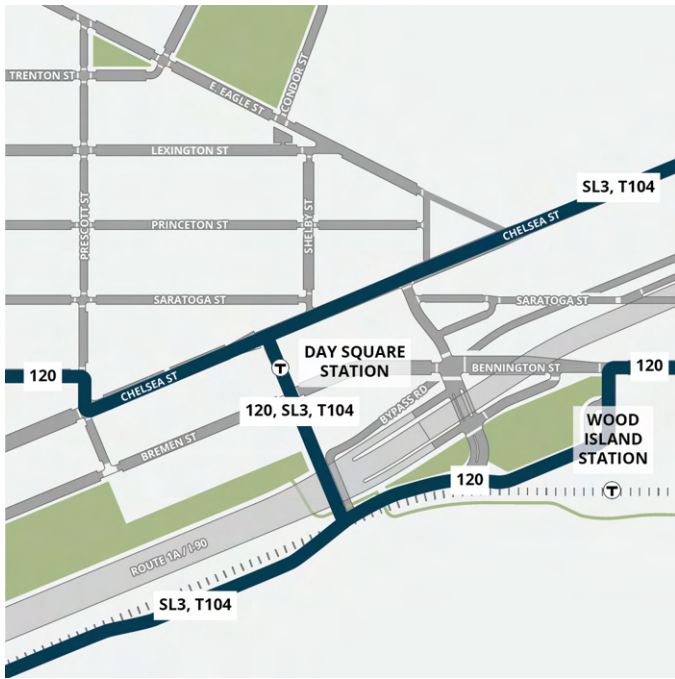 TRENTON ST
E. EAGLE ST
CONDOR ST
LEXINGTON ST
SL3, T104
PRESCOTT ST
PRINCETON ST
SHELBY ST
CHELSEA ST
SARATOGA ST
SARATOGA ST
DAY SQUARE
STATION
T
120
BENNINGTON ST
120
CHELSEA ST
BYPASS RD
120, SL3, T104
WOOD
ISLAND
STATION
BREMEN ST
120
T
ROUTE 1A / I-90
SL3, T104